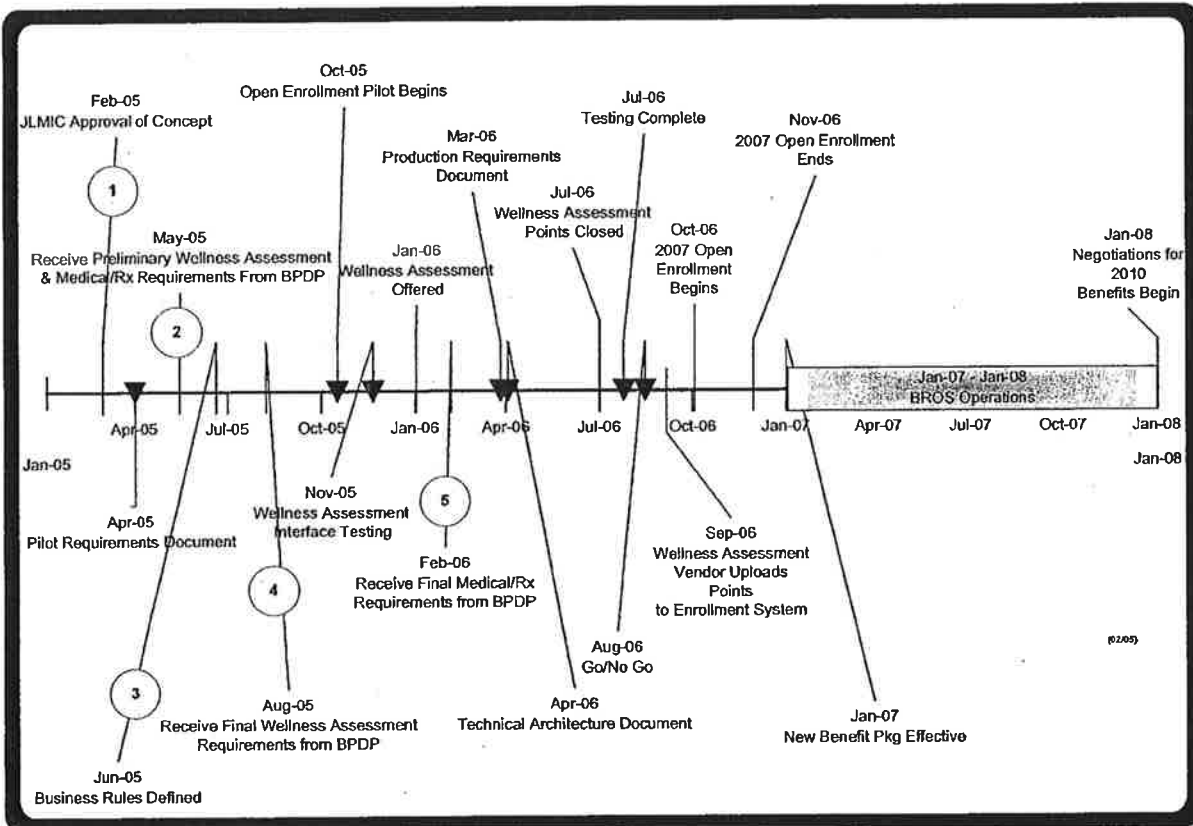 Oct-05
Open Enrollment Pilot Begins
Feb-05
JLMIC Approval of Concept
1
Jul-06
Testing Complete
Nov-06
2007 Open Enrollment
Ends
Mar-06
Production Requirements
Document
Jul-06
Wellness Assessment
Points Closed
May-05
Receive Preliminary Wellness Assessment
& Medical/Rx Requirements From BPDP
2
Jan-06
Wellness Assessment
Offered
Oct-06
2007 Open
Enrollment
Begins
Jan-08
Negotiations for
2010
Benefits Begin
Jan-07 - Jan-08
BROS Operations
Apr-05
Jul-05
Oct-05
Jan-06
Apr-06
Jul-06
Oct-06
Jan-07
Apr-07
Jul-07
Oct-07
Jan-08
Jan-05
Jan-08
Apr-05
Pilot Requirements Document
Nov-05
Wellness Assessment
Interface Testing
5
Feb-06
Receive Final Medical/Rx
Requirements from BPDP
Sep-06
Wellness Assessment
Vendor Uploads
Points
to Enrollment System
4
3
Aug-06
Go/No Go
(02/05)
Aug-05
Receive Final Wellness Assessment
Requirements from BPDP
Apr-06
Technical Architecture Document
Jan-07
New Benefit Pkg Effective
Jun-05
Business Rules Defined